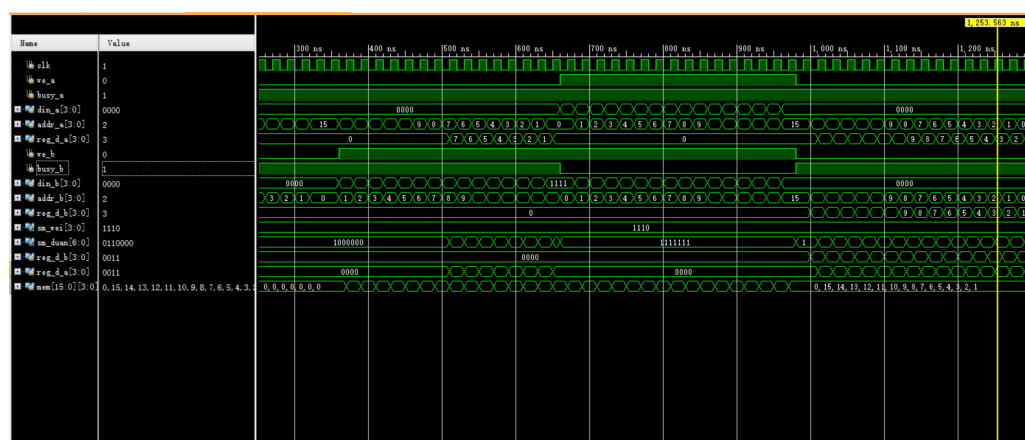 1,253.563 ns
Name Value
300 ns 400 ns 500 ns 600 ns 700 ns 800 ns 900 ns 1,000 ns 1,100 ns 1,200 ns
clk 1
we_a 0
busy_a 1
din_a[3:0] 0000 0000 0000
addr_a[3:0] 2 15 9 8 7 6 5 4 3 2 1 0 1 2 3 4 5 6 7 8 9 15 9 8 7 6 5 4 3 2 1 0
reg_d_a[3:0] 3 0 7 6 5 4 3 2 1 0 9 8 7 6 5 4 3 2
we_b 0
busy_b 1
din_b[3:0] 0000 0000 1111 0000
addr_b[3:0] 2 3 2 1 0 1 2 3 4 5 6 7 8 9 0 1 2 3 4 5 6 7 8 9 15 9 8 7 6 5 4 3 2 1 0
reg_d_b[3:0] 3 0 9 8 7 6 5 4 3 2 1
sm_wei[3:0] 1110 1110
sm_duan[6:0] 0110000 1000000 1111111 1
reg_d_b[3:0] 0011 0000
reg_d_a[3:0] 0011 0000 0000
mem[15:0][3:0] 0, 15, 14, 13, 12, 11, 10, 9, 8, 7, 6, 5, 4, 3, 0, 0, 0, 0, 0, 0, 0 0, 15, 14, 13, 12, 11, 10, 9, 8, 7, 6, 5, 4, 3, 2, 1